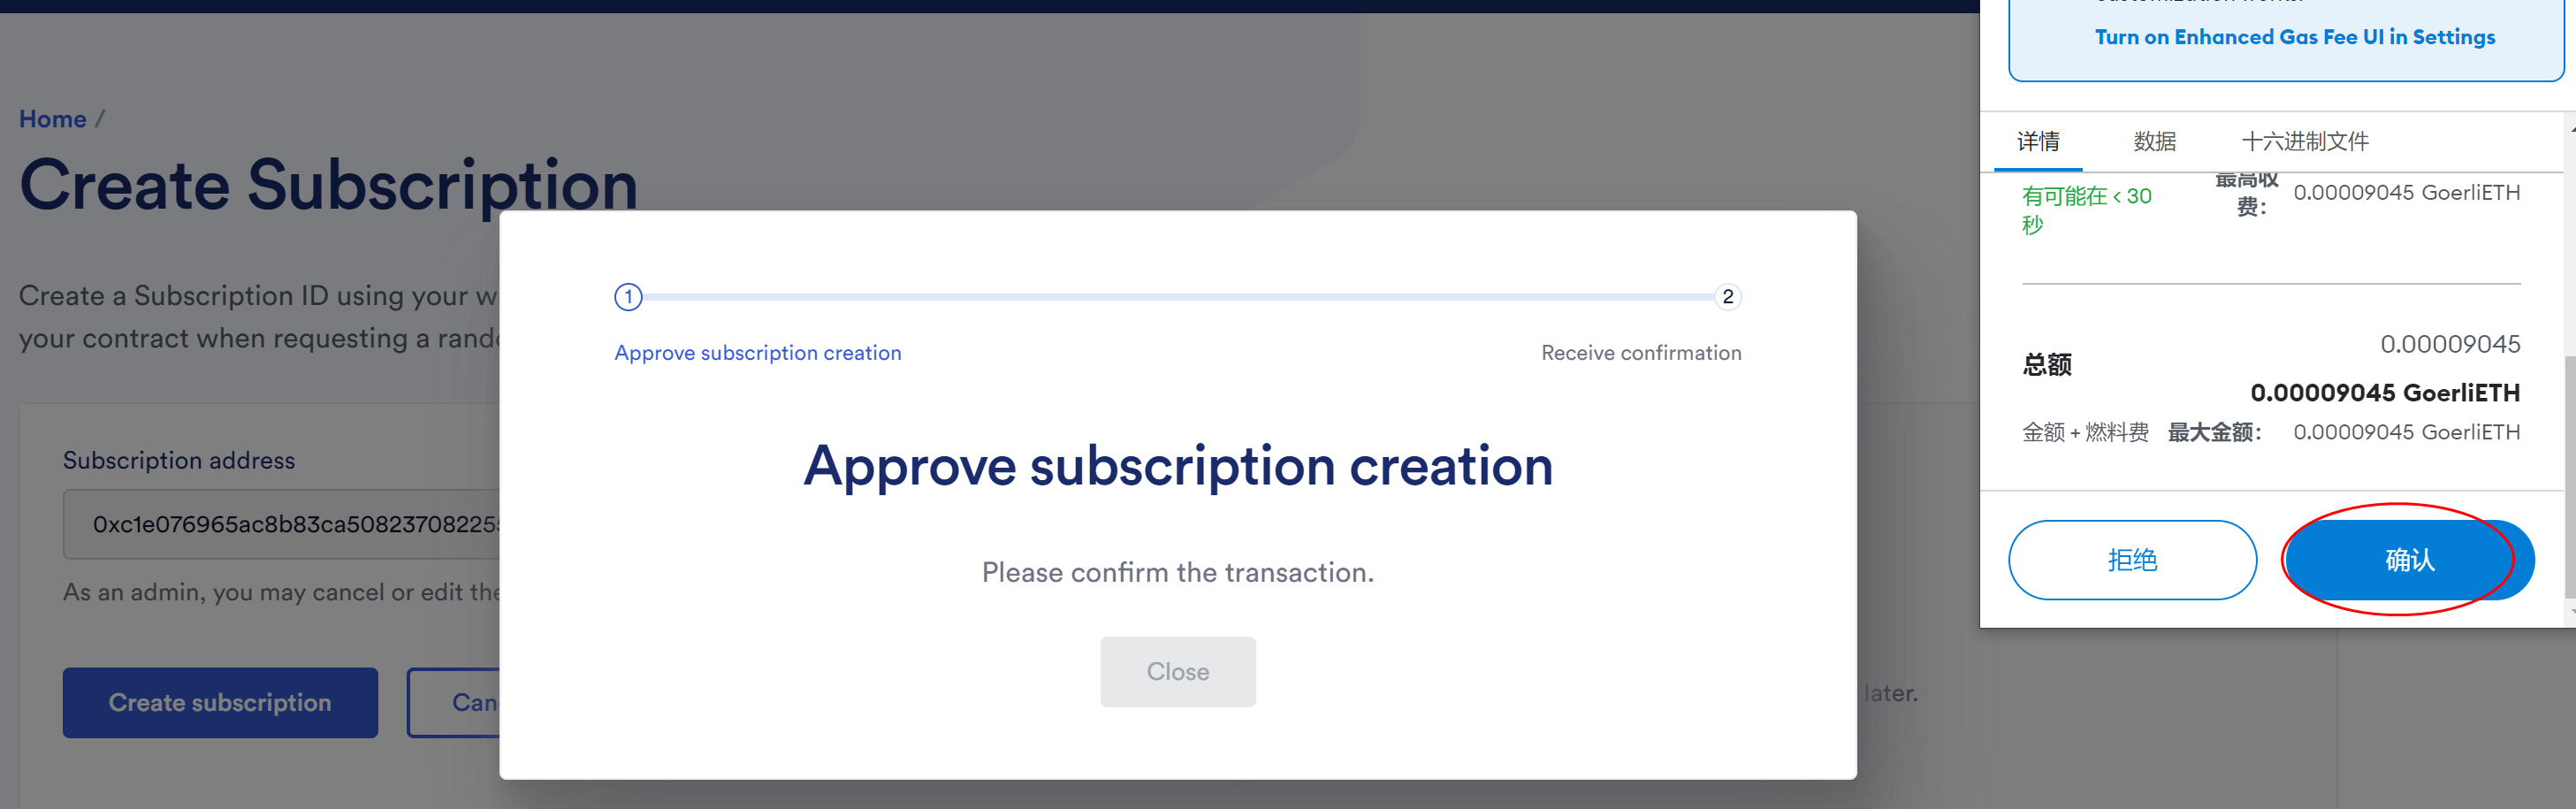 Home /
Create Subscription
Create a Subscription ID using your w
your contract when requesting a rand
Subscription address
0xc1e076965ac8b83ca508237082255
As an admin, you may cancel or edit the
Create subscription
Can
later.
1
2
Approve subscription creation
Receive confirmation
Approve subscription creation
Please confirm the transaction.
Close
Turn on Enhanced Gas Fee UI in Settings
详情 数据 十六进制文件
有可能在 < 30
秒
最高收
费：
0.00009045 GoerliETH
总额
0.00009045
0.00009045 GoerliETH
金额 + 燃料费 最大金额： 0.00009045 GoerliETH
拒绝 确认